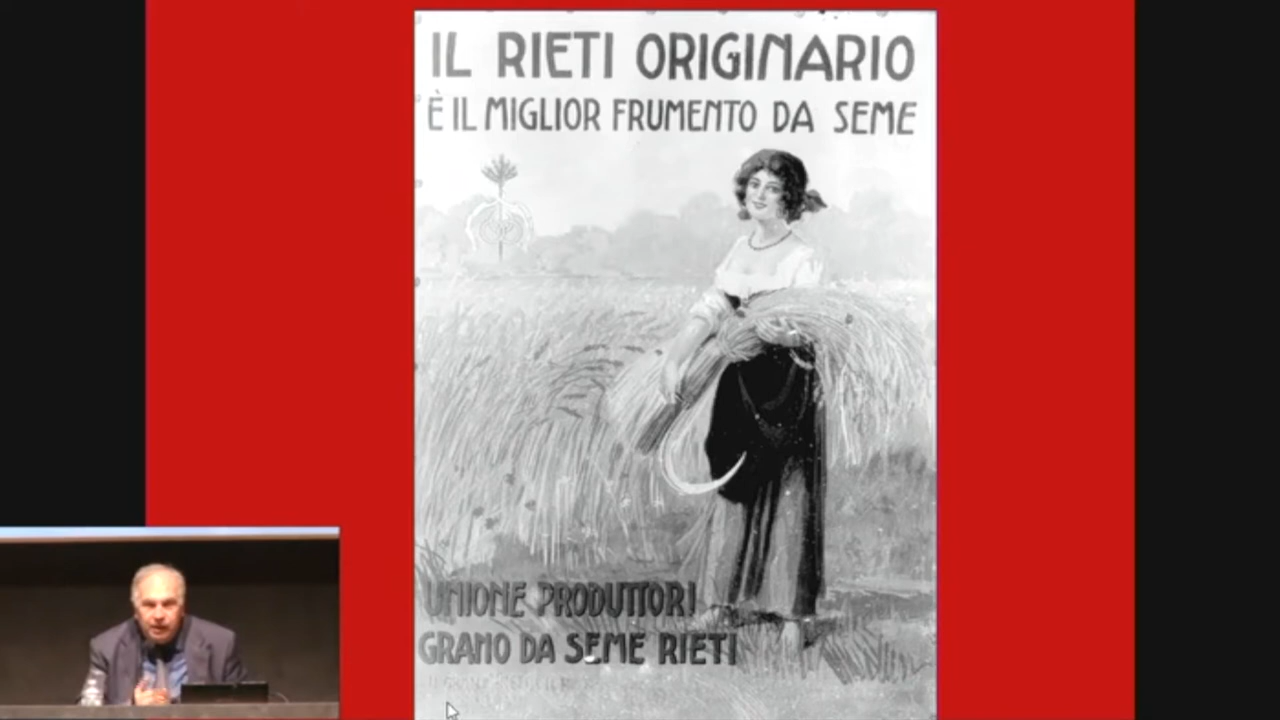 IL RIETI ORIGINARIO
È IL MIGLIOR FRUMENTO DA SEME
UNIONE PRODUTTORI
GRANO DA SEME RIETI